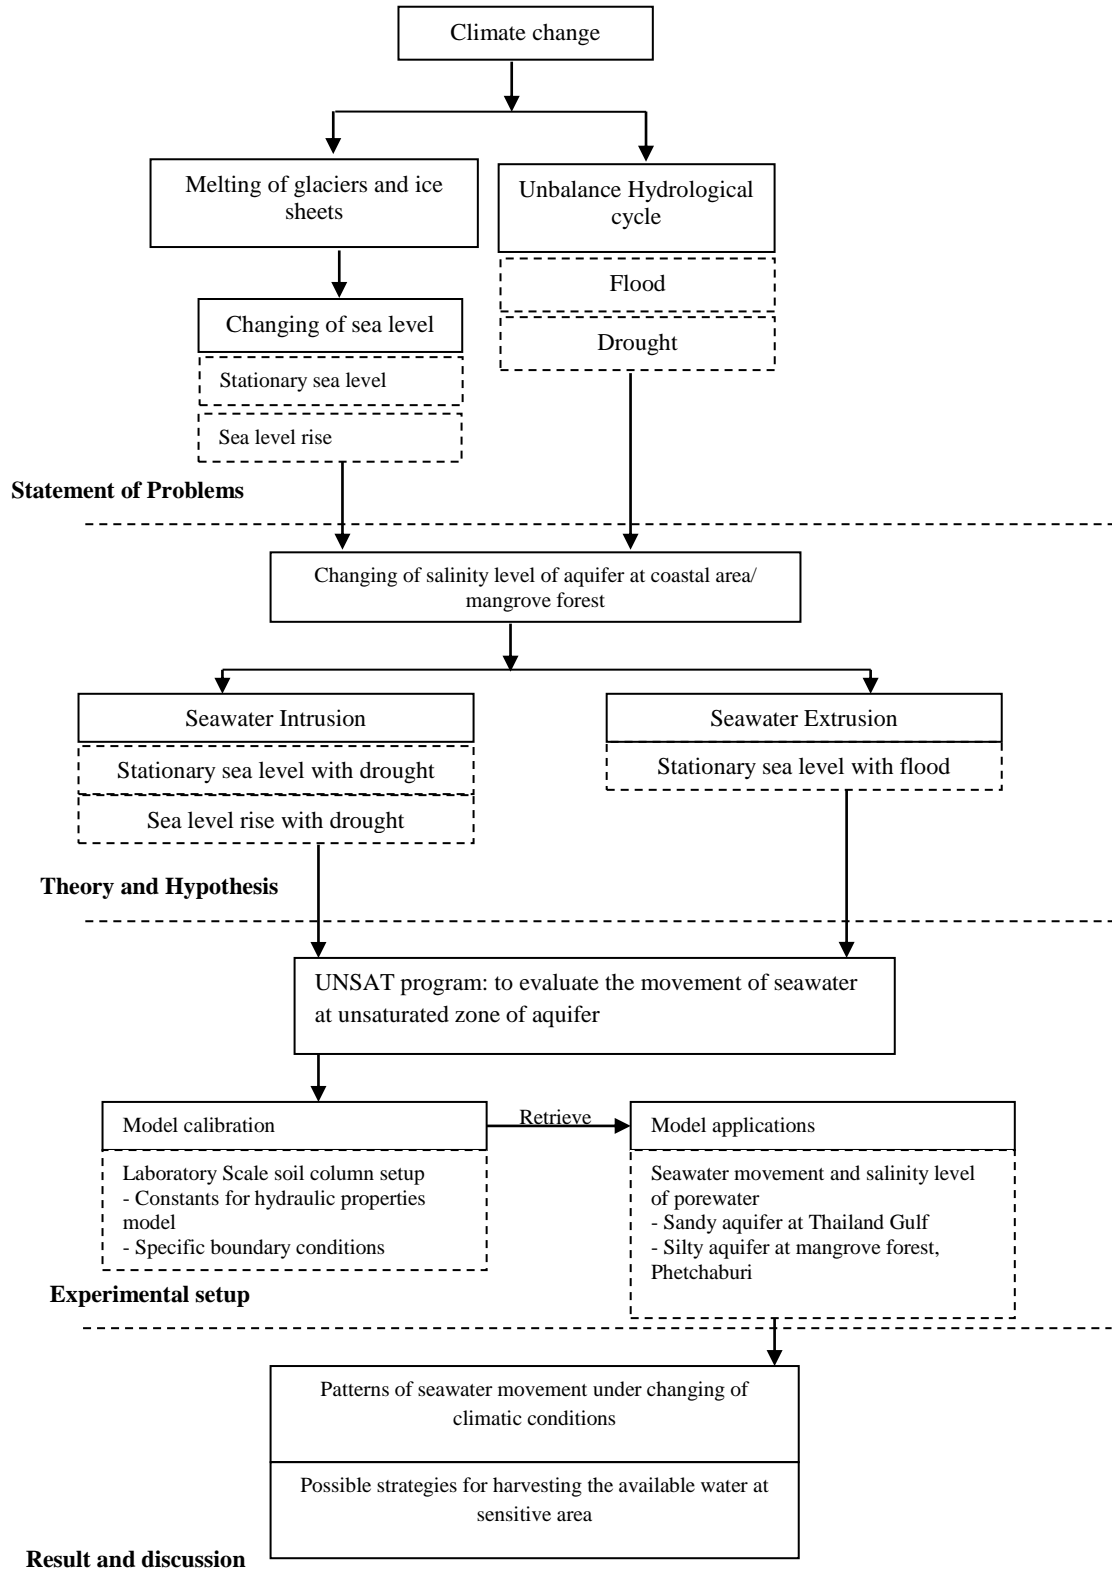 Climate change
Melting of glaciers and ice
sheets
Unbalance Hydrological
cycle
Flood
Drought
Changing of sea level
Stationary sea level
Sea level rise
Statement of Problems
Changing of salinity level of aquifer at coastal area/
mangrove forest
Seawater Intrusion
Stationary sea level with drought
Sea level rise with drought
Seawater Extrusion
Stationary sea level with flood
Theory and Hypothesis
UNSAT program: to evaluate the movement of seawater
at unsaturated zone of aquifer
Model calibration
Laboratory Scale soil column setup
- Constants for hydraulic properties
model
- Specific boundary conditions
Retrieve
Model applications
Seawater movement and salinity level
of porewater
- Sandy aquifer at Thailand Gulf
- Silty aquifer at mangrove forest,
Phetchaburi
Experimental setup
Patterns of seawater movement under changing of
climatic conditions
Possible strategies for harvesting the available water at
sensitive area
Result and discussion